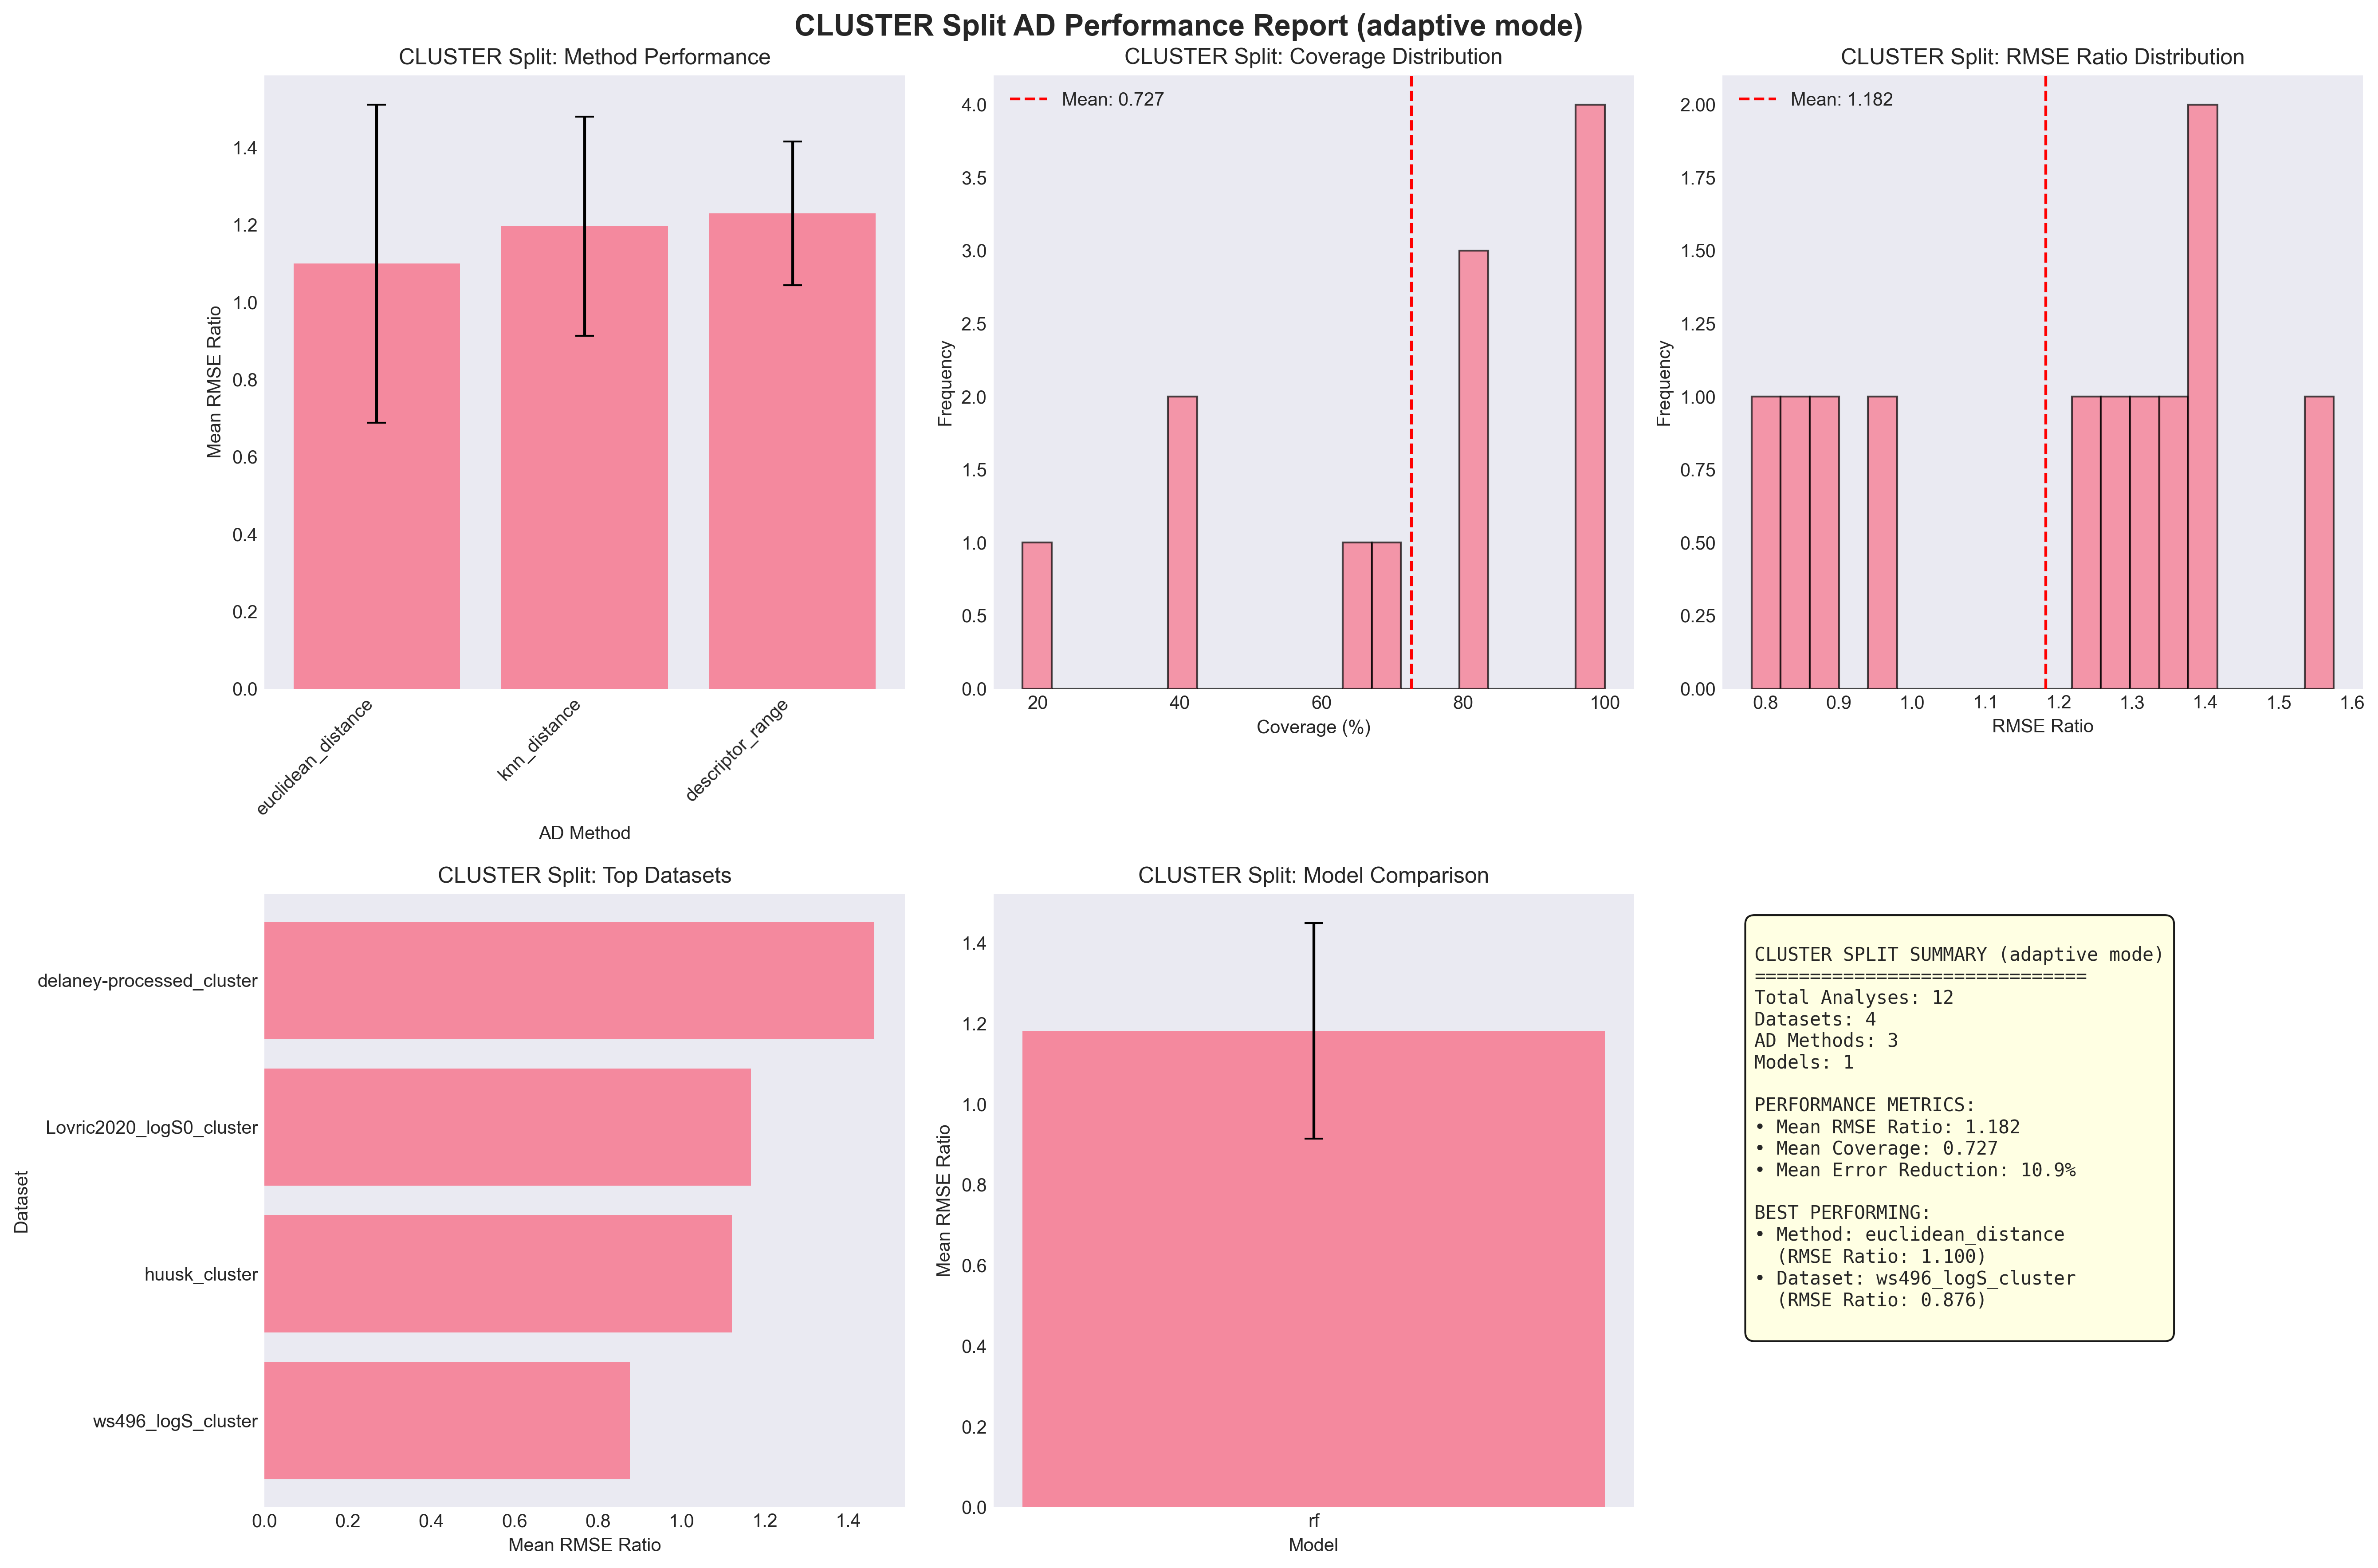 CLUSTER Split AD Performance Report (adaptive mode)
CLUSTER Split: Method Performance
Mean RMSE Ratio
1.4
1.2
1.0
0.8
0.6
0.4
0.2
0.0
euclidean_distance
knn_distance
descriptor_range
AD Method
CLUSTER Split: Coverage Distribution
Mean: 0.727
Frequency
4.0
3.5
3.0
2.5
2.0
1.5
1.0
0.5
0.0
20 40 60 80 100
Coverage (%)
CLUSTER Split: RMSE Ratio Distribution
Mean: 1.182
Frequency
2.00
1.75
1.50
1.25
1.00
0.75
0.50
0.25
0.00
0.8 0.9 1.0 1.1 1.2 1.3 1.4 1.5 1.6
RMSE Ratio
CLUSTER Split: Top Datasets
Dataset
delaney-processed_cluster
Lovric2020_logS0_cluster
huusk_cluster
ws496_logS_cluster
0.0 0.2 0.4 0.6 0.8 1.0 1.2 1.4
Mean RMSE Ratio
CLUSTER Split: Model Comparison
Mean RMSE Ratio
1.4
1.2
1.0
0.8
0.6
0.4
0.2
0.0
rf
Model
CLUSTER SPLIT SUMMARY (adaptive mode)
==============================
Total Analyses: 12
Datasets: 4
AD Methods: 3
Models: 1
PERFORMANCE METRICS:
• Mean RMSE Ratio: 1.182
• Mean Coverage: 0.727
• Mean Error Reduction: 10.9%
BEST PERFORMING:
• Method: euclidean_distance
(RMSE Ratio: 1.100)
• Dataset: ws496_logS_cluster
(RMSE Ratio: 0.876)